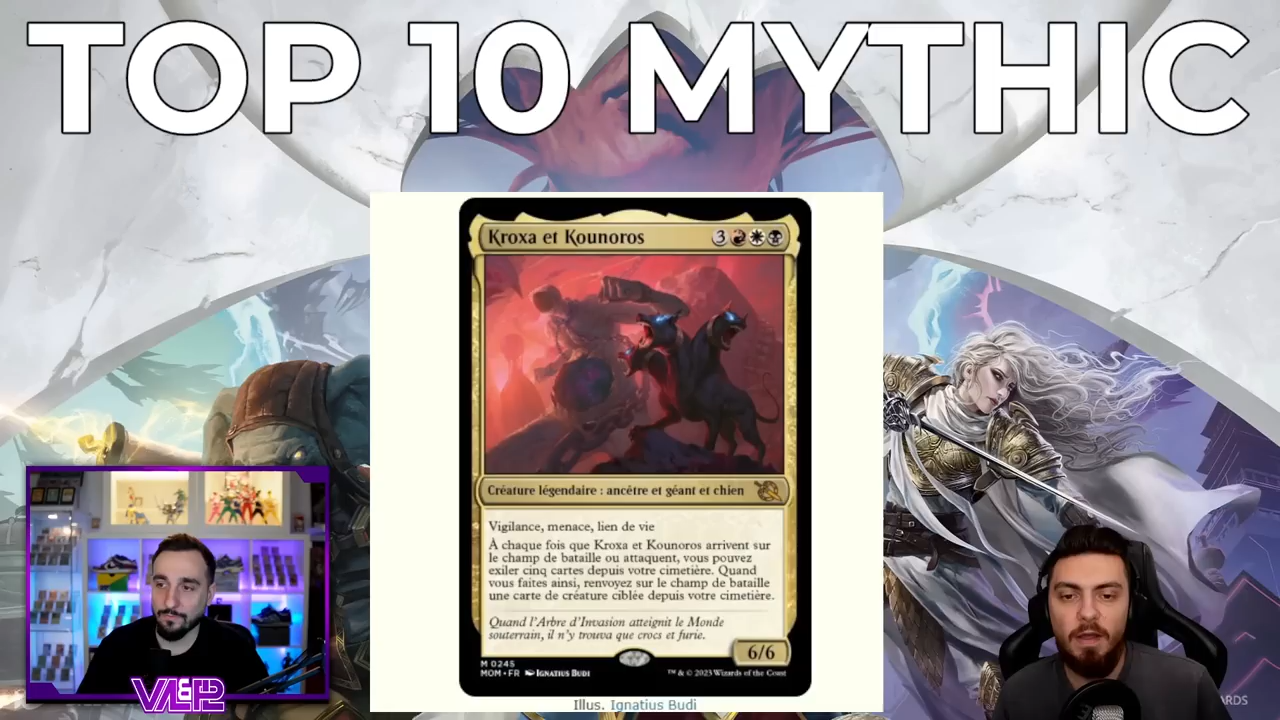 TOP 10 MYTHIC
Kroxa et Kounoros
3
Créature légendaire : ancêtre et géant et chien
Vigilance, menace, lien de vie
À chaque fois que Kroxa et Kounoros arrivent sur
le champ de bataille ou attaquent, vous pouvez
exiler cinq cartes depuis votre cimetière. Quand
vous faites ainsi, renvoyez sur le champ de bataille
une carte de créature ciblée depuis votre cimetière.
Quand l'Arbre d'Invasion atteignit le Monde
souterrain, il n'y trouva que crocs et furie.
6/6
M 0245
MOM • FR IGNATIUS BUDI
™ & © 2023 Wizards of the Coast
Illus. Ignatius Budi
ARDS